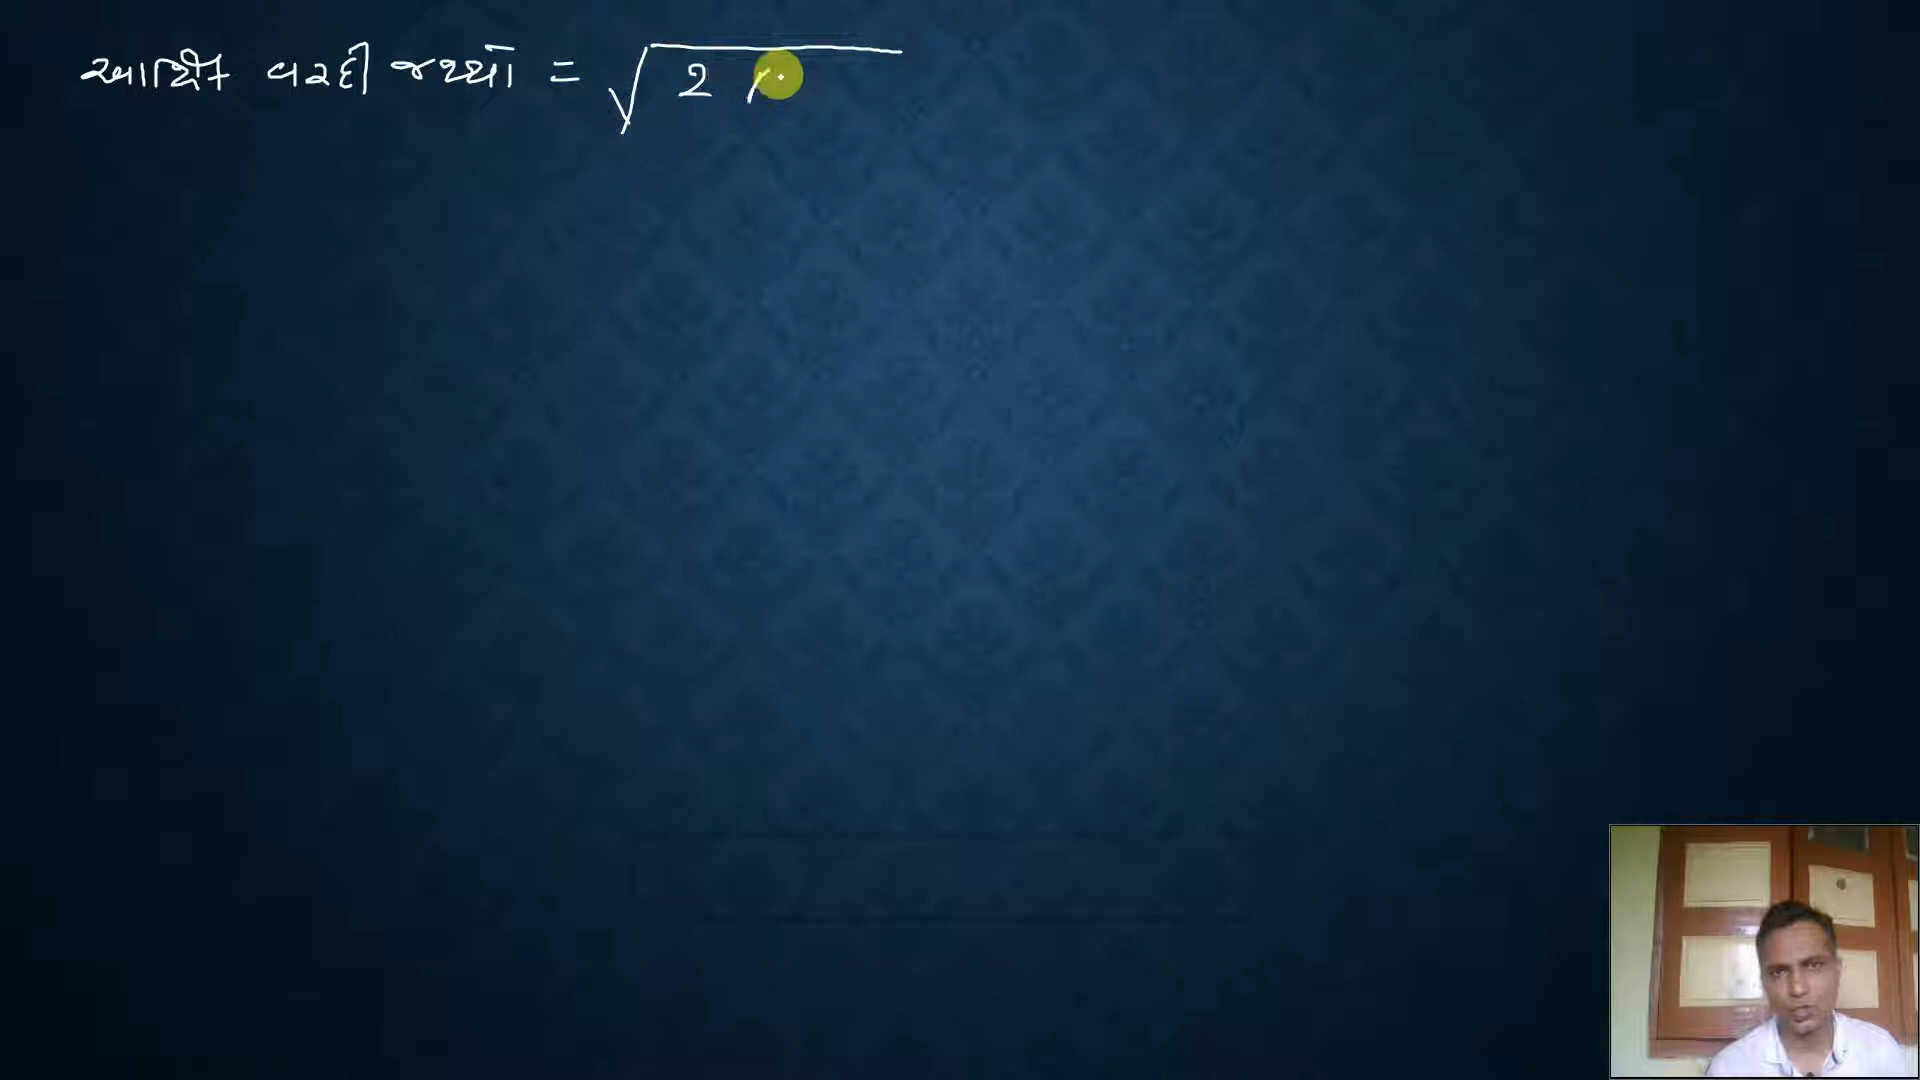 આર્થિક વરદી જથ્થો = √2